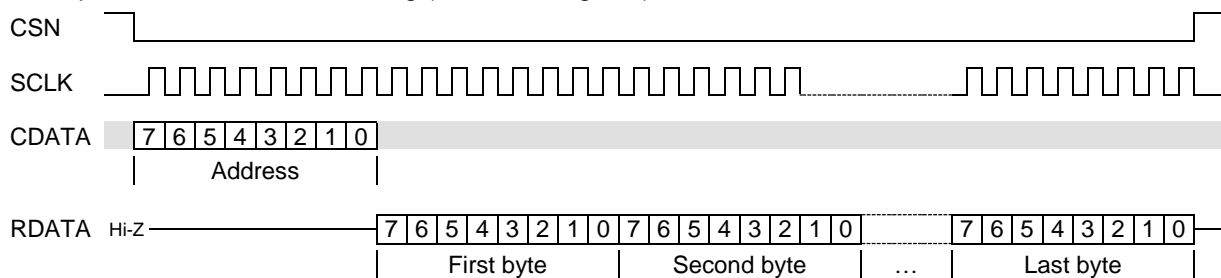 CSN
SCLK
CDATA 7 6 5 4 3 2 1 0
Address
RDATA Hi-Z 7 6 5 4 3 2 1 0 7 6 5 4 3 2 1 0 7 6 5 4 3 2 1 0
First byte Second byte … Last byte